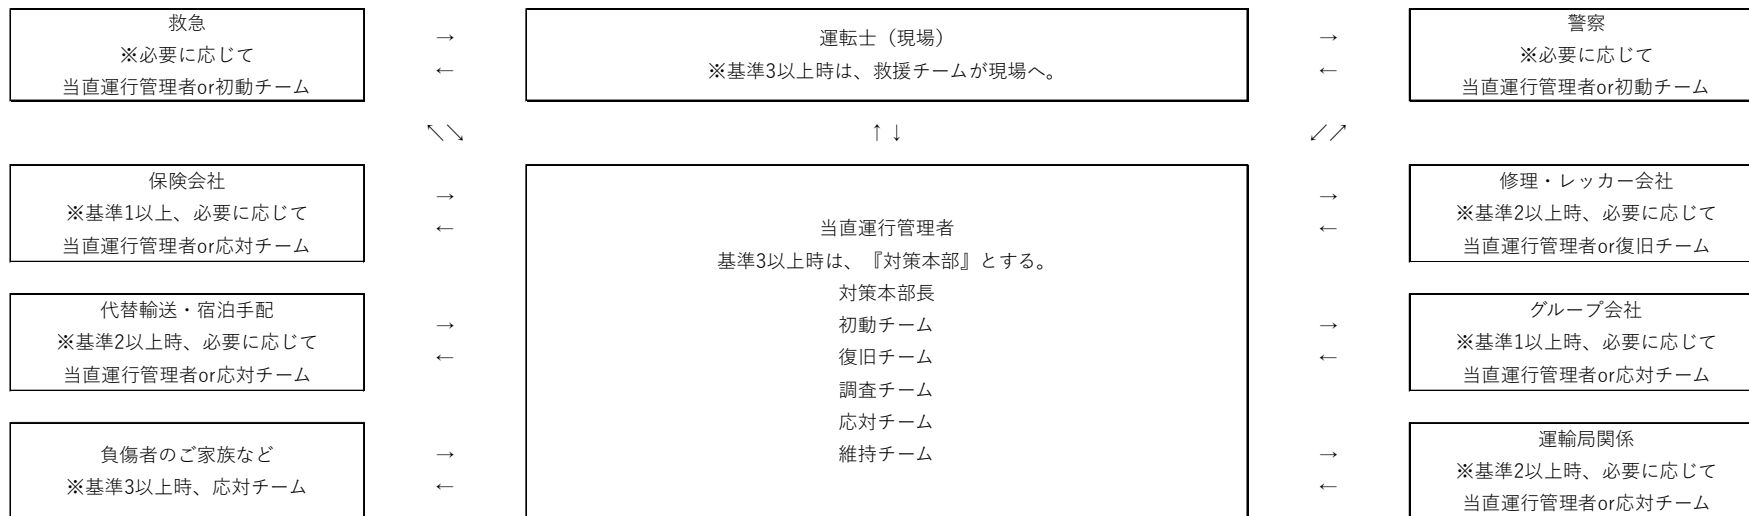 救急
※必要に応じて
当直運行管理者or初動チーム
→
←
運転士（現場）
※基準3以上時は、救援チームが現場へ。
→
←
警察
※必要に応じて
当直運行管理者or初動チーム
↖↘
↑↓
↙↗
保険会社
※基準1以上、必要に応じて
当直運行管理者or応対チーム
→
←
代替輸送・宿泊手配
※基準2以上時、必要に応じて
当直運行管理者or応対チーム
→
←
負傷者のご家族など
※基準3以上時、応対チーム
→
←
当直運行管理者
基準3以上時は、『対策本部』とする。
対策本部長
初動チーム
復旧チーム
調査チーム
応対チーム
維持チーム
→
←
修理・レッカー会社
※基準2以上時、必要に応じて
当直運行管理者or復旧チーム
→
←
グループ会社
※基準1以上時、必要に応じて
当直運行管理者or応対チーム
→
←
運輸局関係
※基準2以上時、必要に応じて
当直運行管理者or応対チーム